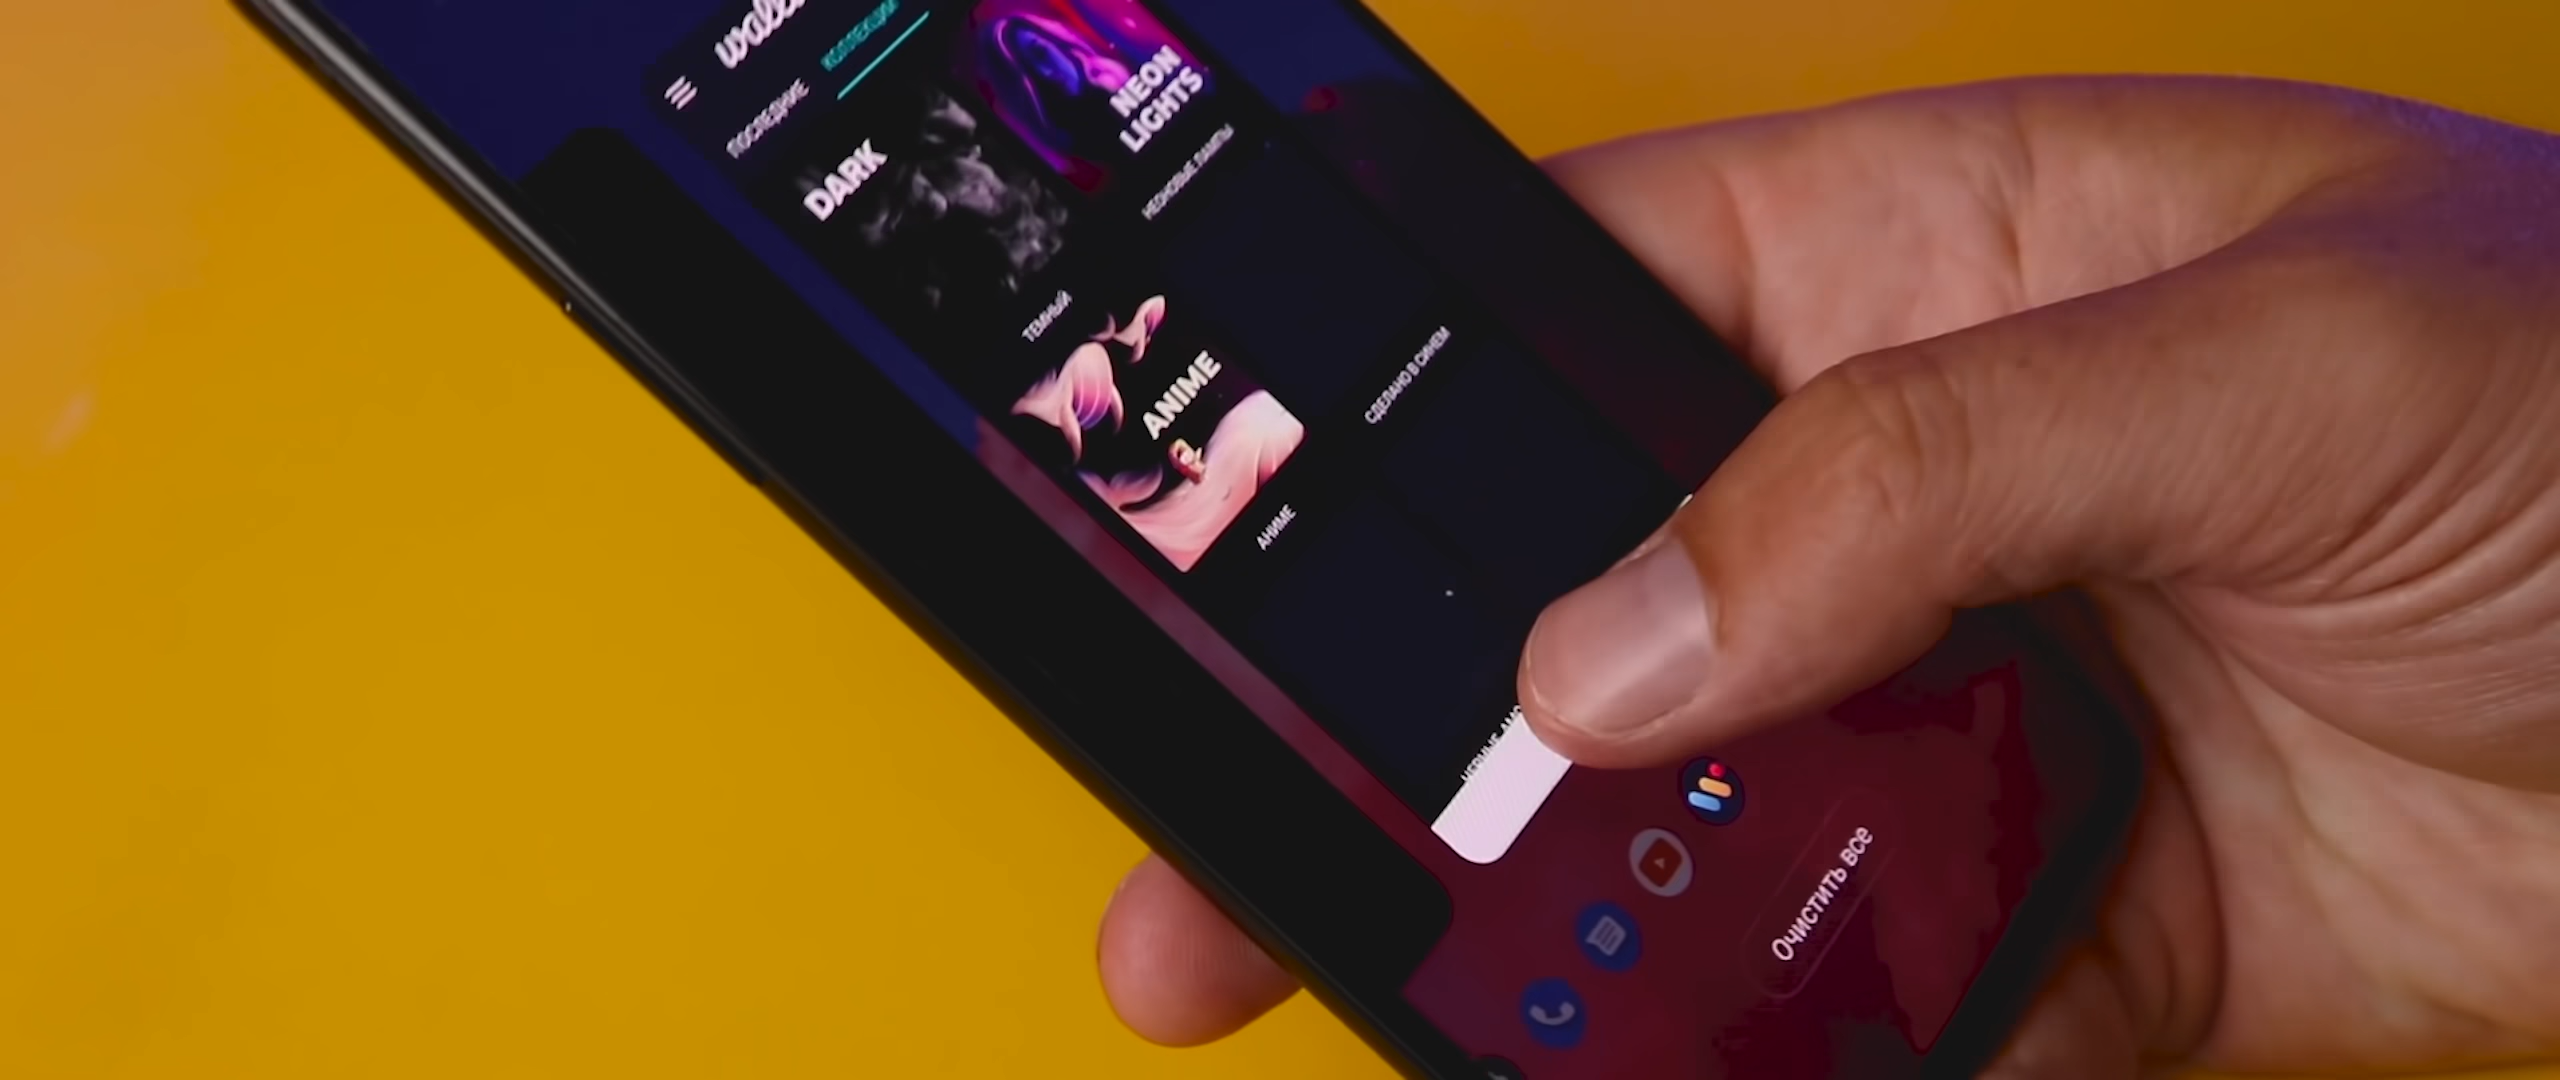 КОЛЛЕКЦИИ
ПОСЛЕДНИЕ
NEON
LIGHTS
НЕОНОВЫЕ ЛАМПЫ
DARK
ТЕМНЫЙ
СДЕЛАНО В СИНЕМ
ANIME
АНИМЕ
Очистить все